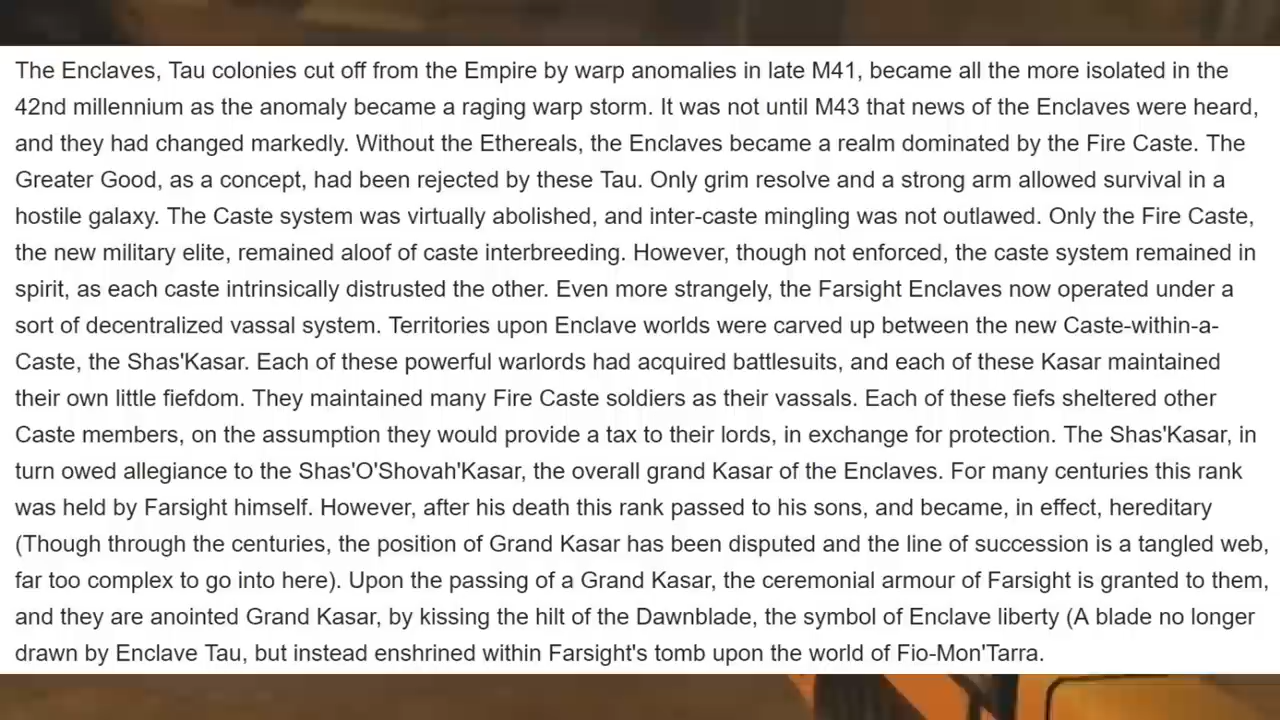 The Enclaves, Tau colonies cut off from the Empire by warp anomalies in late M41, became all the more isolated in the
42nd millennium as the anomaly became a raging warp storm. It was not until M43 that news of the Enclaves were heard,
and they had changed markedly. Without the Ethereals, the Enclaves became a realm dominated by the Fire Caste. The
Greater Good, as a concept, had been rejected by these Tau. Only grim resolve and a strong arm allowed survival in a
hostile galaxy. The Caste system was virtually abolished, and inter-caste mingling was not outlawed. Only the Fire Caste,
the new military elite, remained aloof of caste interbreeding. However, though not enforced, the caste system remained in
spirit, as each caste intrinsically distrusted the other. Even more strangely, the Farsight Enclaves now operated under a
sort of decentralized vassal system. Territories upon Enclave worlds were carved up between the new Caste-within-a-
Caste, the Shas'Kasar. Each of these powerful warlords had acquired battlesuits, and each of these Kasar maintained
their own little fiefdom. They maintained many Fire Caste soldiers as their vassals. Each of these fiefs sheltered other
Caste members, on the assumption they would provide a tax to their lords, in exchange for protection. The Shas'Kasar, in
turn owed allegiance to the Shas'O'Shovah'Kasar, the overall grand Kasar of the Enclaves. For many centuries this rank
was held by Farsight himself. However, after his death this rank passed to his sons, and became, in effect, hereditary
(Though through the centuries, the position of Grand Kasar has been disputed and the line of succession is a tangled web,
far too complex to go into here). Upon the passing of a Grand Kasar, the ceremonial armour of Farsight is granted to them,
and they are anointed Grand Kasar, by kissing the hilt of the Dawnblade, the symbol of Enclave liberty (A blade no longer
drawn by Enclave Tau, but instead enshrined within Farsight's tomb upon the world of Fio-Mon'Tarra.